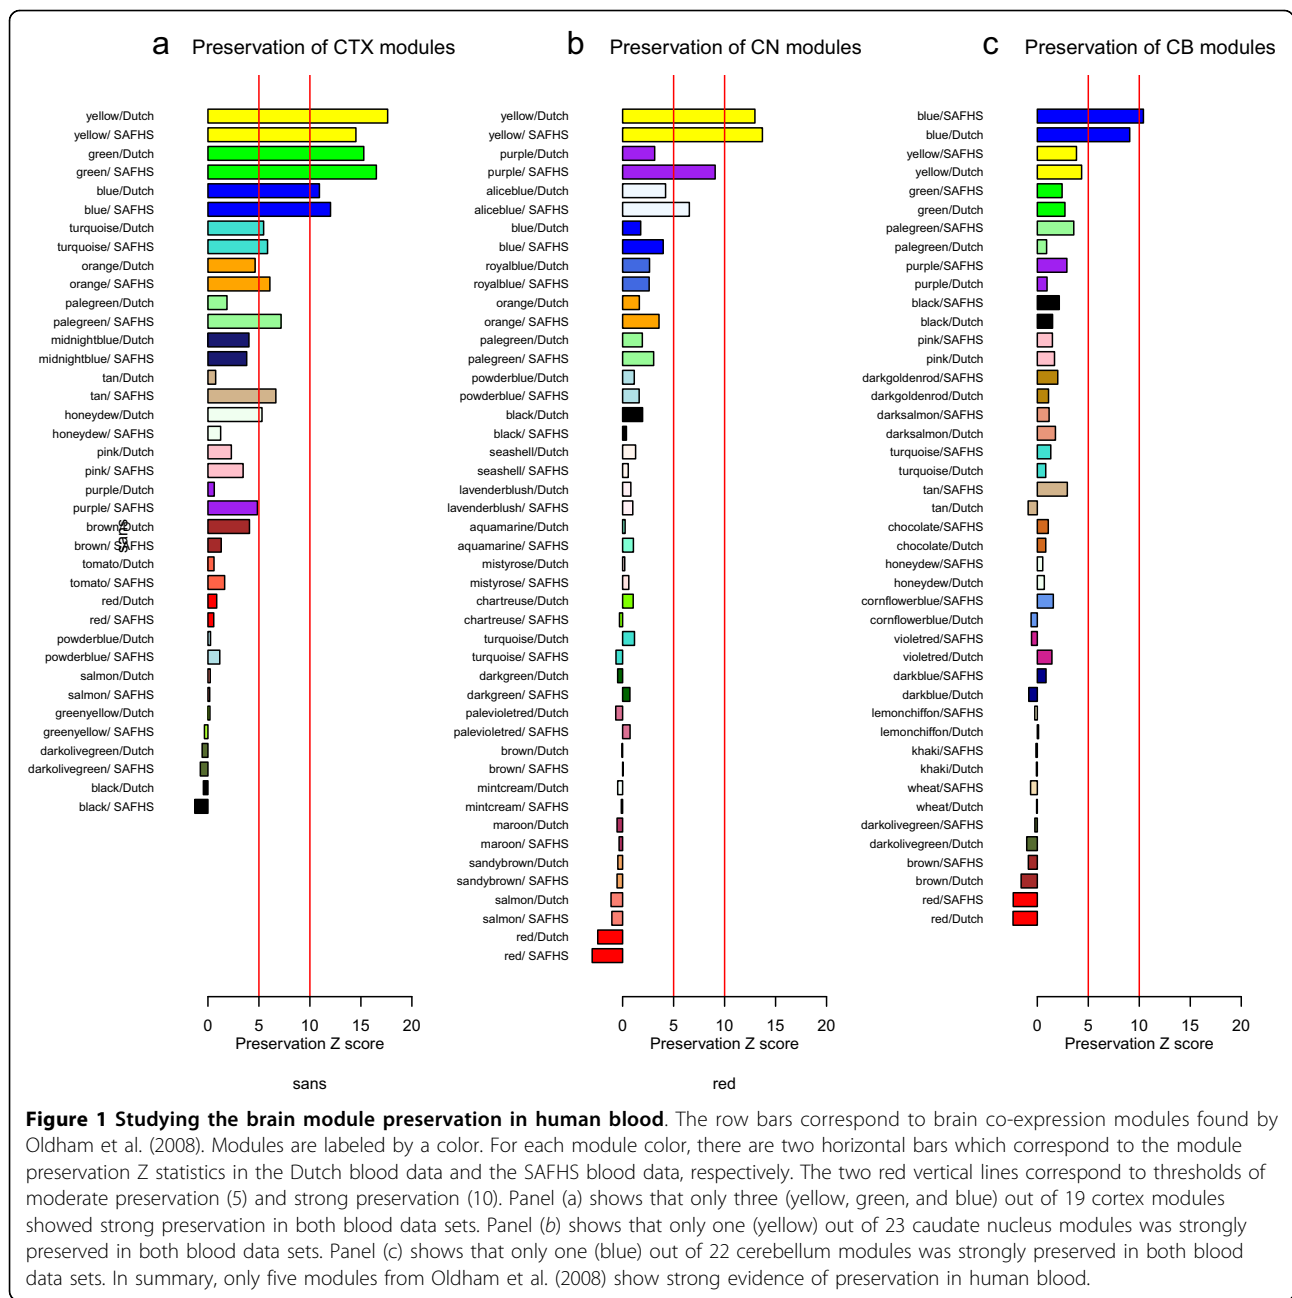 a Preservation of CTX modules
yellow/Dutch
yellow/ SAFHS
green/Dutch
green/ SAFHS
blue/Dutch
blue/ SAFHS
turquoise/Dutch
turquoise/ SAFHS
orange/Dutch
orange/ SAFHS
palegreen/Dutch
palegreen/ SAFHS
midnightblue/Dutch
midnightblue/ SAFHS
tan/Dutch
tan/ SAFHS
honeydew/Dutch
honeydew/ SAFHS
pink/Dutch
pink/ SAFHS
purple/Dutch
purple/ SAFHS
brown/Dutch
brown/ SAFHS
tomato/Dutch
tomato/ SAFHS
red/Dutch
red/ SAFHS
powderblue/Dutch
powderblue/ SAFHS
salmon/Dutch
salmon/ SAFHS
greenyellow/Dutch
greenyellow/ SAFHS
darkolivegreen/Dutch
darkolivegreen/ SAFHS
black/Dutch
black/ SAFHS
sans
0 5 10 15 20
Preservation Z score
sans
b Preservation of CN modules
yellow/Dutch
yellow/ SAFHS
purple/Dutch
purple/ SAFHS
aliceblue/Dutch
aliceblue/ SAFHS
blue/Dutch
blue/ SAFHS
royalblue/Dutch
royalblue/ SAFHS
orange/Dutch
orange/ SAFHS
palegreen/Dutch
palegreen/ SAFHS
powderblue/Dutch
powderblue/ SAFHS
black/Dutch
black/ SAFHS
seashell/Dutch
seashell/ SAFHS
lavenderblush/Dutch
lavenderblush/ SAFHS
aquamarine/Dutch
aquamarine/ SAFHS
mistyrose/Dutch
mistyrose/ SAFHS
chartreuse/Dutch
chartreuse/ SAFHS
turquoise/Dutch
turquoise/ SAFHS
darkgreen/Dutch
darkgreen/ SAFHS
palevioletred/Dutch
palevioletred/ SAFHS
brown/Dutch
brown/ SAFHS
mintcream/Dutch
mintcream/ SAFHS
maroon/Dutch
maroon/ SAFHS
sandybrown/Dutch
sandybrown/ SAFHS
salmon/Dutch
salmon/ SAFHS
red/Dutch
red/ SAFHS
0 5 10 15 20
Preservation Z score
red
c Preservation of CB modules
blue/SAFHS
blue/Dutch
yellow/SAFHS
yellow/Dutch
green/SAFHS
green/Dutch
palegreen/SAFHS
palegreen/Dutch
purple/SAFHS
purple/Dutch
black/SAFHS
black/Dutch
pink/SAFHS
pink/Dutch
darkgoldenrod/SAFHS
darkgoldenrod/Dutch
darksalmon/SAFHS
darksalmon/Dutch
turquoise/SAFHS
turquoise/Dutch
tan/SAFHS
tan/Dutch
chocolate/SAFHS
chocolate/Dutch
honeydew/SAFHS
honeydew/Dutch
cornflowerblue/SAFHS
cornflowerblue/Dutch
violetred/SAFHS
violetred/Dutch
darkblue/SAFHS
darkblue/Dutch
lemonchiffon/SAFHS
lemonchiffon/Dutch
khaki/SAFHS
khaki/Dutch
wheat/SAFHS
wheat/Dutch
darkolivegreen/SAFHS
darkolivegreen/Dutch
brown/SAFHS
brown/Dutch
red/SAFHS
red/Dutch
0 5 10 15 20
Preservation Z score
Figure 1 Studying the brain module preservation in human blood. The row bars correspond to brain co-expression modules found by
Oldham et al. (2008). Modules are labeled by a color. For each module color, there are two horizontal bars which correspond to the module
preservation Z statistics in the Dutch blood data and the SAFHS blood data, respectively. The two red vertical lines correspond to thresholds of
moderate preservation (5) and strong preservation (10). Panel (a) shows that only three (yellow, green, and blue) out of 19 cortex modules
showed strong preservation in both blood data sets. Panel (b) shows that only one (yellow) out of 23 caudate nucleus modules was strongly
preserved in both blood data sets. Panel (c) shows that only one (blue) out of 22 cerebellum modules was strongly preserved in both blood
data sets. In summary, only five modules from Oldham et al. (2008) show strong evidence of preservation in human blood.